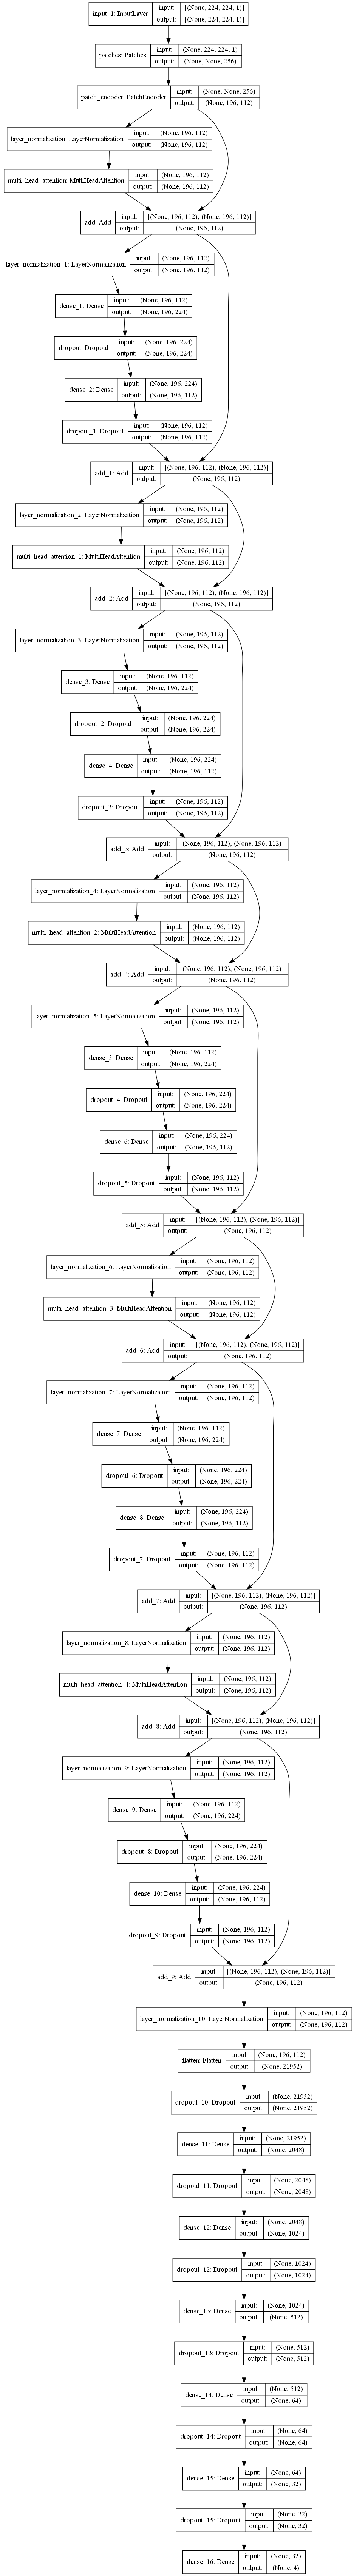 input_1: InputLayer input: [(None, 224, 224, 1)]
output: [(None, 224, 224, 1)]
patches: Patches input: (None, 224, 224, 1)
output: (None, None, 256)
patch_encoder: PatchEncoder input: (None, None, 256)
output: (None, 196, 112)
layer_normalization: LayerNormalization input: (None, 196, 112)
output: (None, 196, 112)
multi_head_attention: MultiHeadAttention input: (None, 196, 112)
output: (None, 196, 112)
add: Add input: [(None, 196, 112), (None, 196, 112)]
output: (None, 196, 112)
layer_normalization_1: LayerNormalization input: (None, 196, 112)
output: (None, 196, 112)
dense_1: Dense input: (None, 196, 112)
output: (None, 196, 224)
dropout: Dropout input: (None, 196, 224)
output: (None, 196, 224)
dense_2: Dense input: (None, 196, 224)
output: (None, 196, 112)
dropout_1: Dropout input: (None, 196, 112)
output: (None, 196, 112)
add_1: Add input: [(None, 196, 112), (None, 196, 112)]
output: (None, 196, 112)
layer_normalization_2: LayerNormalization input: (None, 196, 112)
output: (None, 196, 112)
multi_head_attention_1: MultiHeadAttention input: (None, 196, 112)
output: (None, 196, 112)
add_2: Add input: [(None, 196, 112), (None, 196, 112)]
output: (None, 196, 112)
layer_normalization_3: LayerNormalization input: (None, 196, 112)
output: (None, 196, 112)
dense_3: Dense input: (None, 196, 112)
output: (None, 196, 224)
dropout_2: Dropout input: (None, 196, 224)
output: (None, 196, 224)
dense_4: Dense input: (None, 196, 224)
output: (None, 196, 112)
dropout_3: Dropout input: (None, 196, 112)
output: (None, 196, 112)
add_3: Add input: [(None, 196, 112), (None, 196, 112)]
output: (None, 196, 112)
layer_normalization_4: LayerNormalization input: (None, 196, 112)
output: (None, 196, 112)
multi_head_attention_2: MultiHeadAttention input: (None, 196, 112)
output: (None, 196, 112)
add_4: Add input: [(None, 196, 112), (None, 196, 112)]
output: (None, 196, 112)
layer_normalization_5: LayerNormalization input: (None, 196, 112)
output: (None, 196, 112)
dense_5: Dense input: (None, 196, 112)
output: (None, 196, 224)
dropout_4: Dropout input: (None, 196, 224)
output: (None, 196, 224)
dense_6: Dense input: (None, 196, 224)
output: (None, 196, 112)
dropout_5: Dropout input: (None, 196, 112)
output: (None, 196, 112)
add_5: Add input: [(None, 196, 112), (None, 196, 112)]
output: (None, 196, 112)
layer_normalization_6: LayerNormalization input: (None, 196, 112)
output: (None, 196, 112)
multi_head_attention_3: MultiHeadAttention input: (None, 196, 112)
output: (None, 196, 112)
add_6: Add input: [(None, 196, 112), (None, 196, 112)]
output: (None, 196, 112)
layer_normalization_7: LayerNormalization input: (None, 196, 112)
output: (None, 196, 112)
dense_7: Dense input: (None, 196, 112)
output: (None, 196, 224)
dropout_6: Dropout input: (None, 196, 224)
output: (None, 196, 224)
dense_8: Dense input: (None, 196, 224)
output: (None, 196, 112)
dropout_7: Dropout input: (None, 196, 112)
output: (None, 196, 112)
add_7: Add input: [(None, 196, 112), (None, 196, 112)]
output: (None, 196, 112)
layer_normalization_8: LayerNormalization input: (None, 196, 112)
output: (None, 196, 112)
multi_head_attention_4: MultiHeadAttention input: (None, 196, 112)
output: (None, 196, 112)
add_8: Add input: [(None, 196, 112), (None, 196, 112)]
output: (None, 196, 112)
layer_normalization_9: LayerNormalization input: (None, 196, 112)
output: (None, 196, 112)
dense_9: Dense input: (None, 196, 112)
output: (None, 196, 224)
dropout_8: Dropout input: (None, 196, 224)
output: (None, 196, 224)
dense_10: Dense input: (None, 196, 224)
output: (None, 196, 112)
dropout_9: Dropout input: (None, 196, 112)
output: (None, 196, 112)
add_9: Add input: [(None, 196, 112), (None, 196, 112)]
output: (None, 196, 112)
layer_normalization_10: LayerNormalization input: (None, 196, 112)
output: (None, 196, 112)
flatten: Flatten input: (None, 196, 112)
output: (None, 21952)
dropout_10: Dropout input: (None, 21952)
output: (None, 21952)
dense_11: Dense input: (None, 21952)
output: (None, 2048)
dropout_11: Dropout input: (None, 2048)
output: (None, 2048)
dense_12: Dense input: (None, 2048)
output: (None, 1024)
dropout_12: Dropout input: (None, 1024)
output: (None, 1024)
dense_13: Dense input: (None, 1024)
output: (None, 512)
dropout_13: Dropout input: (None, 512)
output: (None, 512)
dense_14: Dense input: (None, 512)
output: (None, 64)
dropout_14: Dropout input: (None, 64)
output: (None, 64)
dense_15: Dense input: (None, 64)
output: (None, 32)
dropout_15: Dropout input: (None, 32)
output: (None, 32)
dense_16: Dense input: (None, 32)
output: (None, 4)